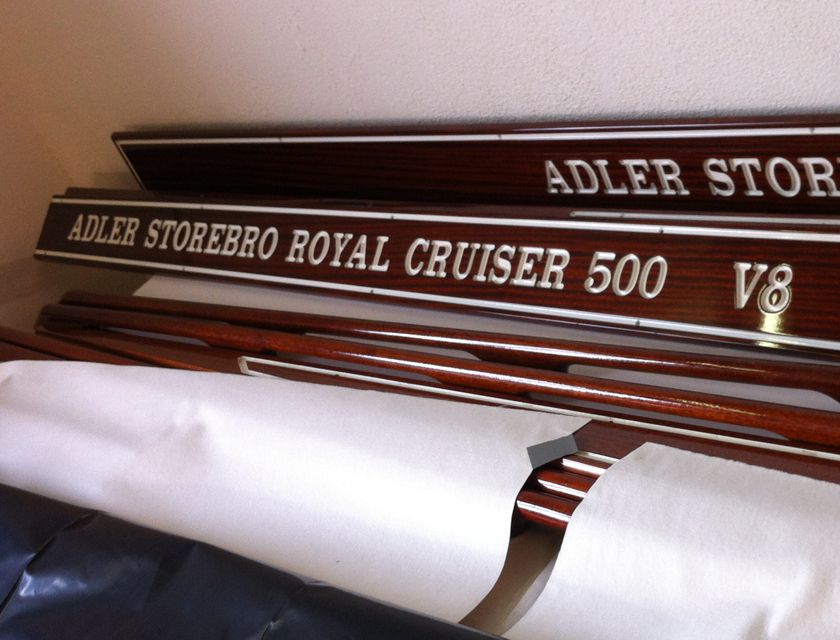 ADLER STOR
ADLER STOREBRO ROYAL CRUISER 500 V8